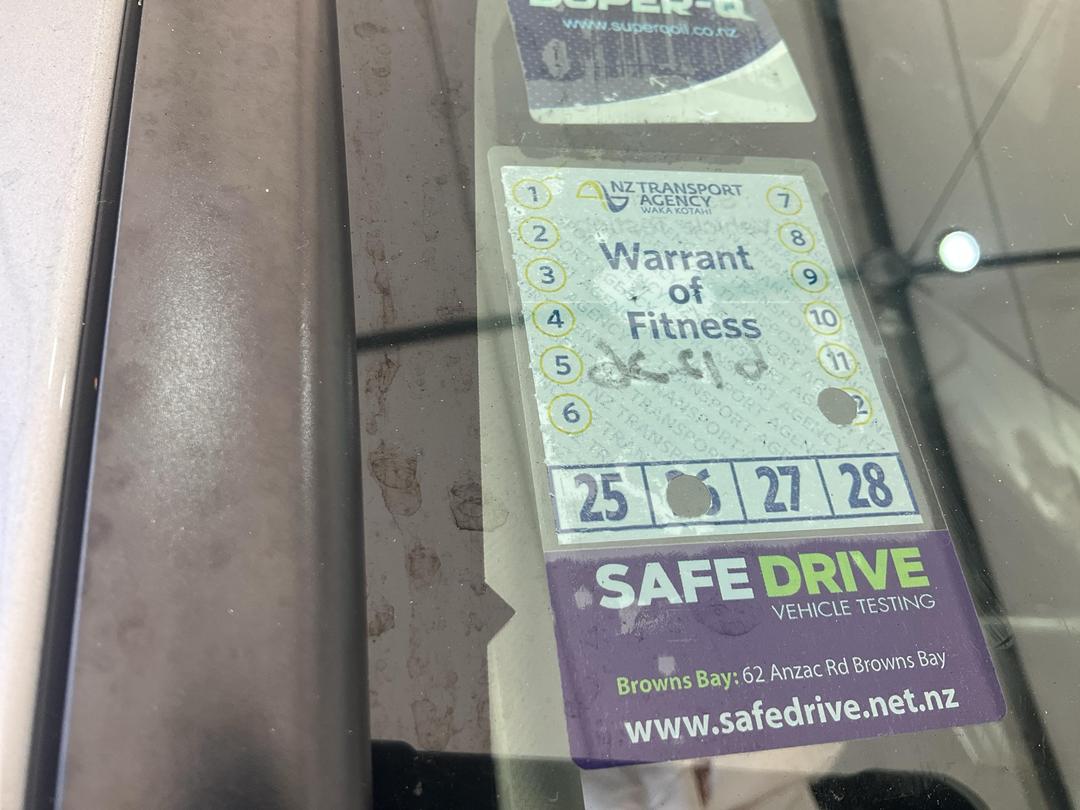 SUPER-Q
www.superqoil.co.nz
NZ TRANSPORT
AGENCY
WAKA KOTAHI
Warrant
of
Fitness
1
2
3
4
5
6
7
8
9
10
11
2
25 6 27 28
SAFE DRIVE
VEHICLE TESTING
Browns Bay: 62 Anzac Rd Browns Bay
www.safedrive.net.nz